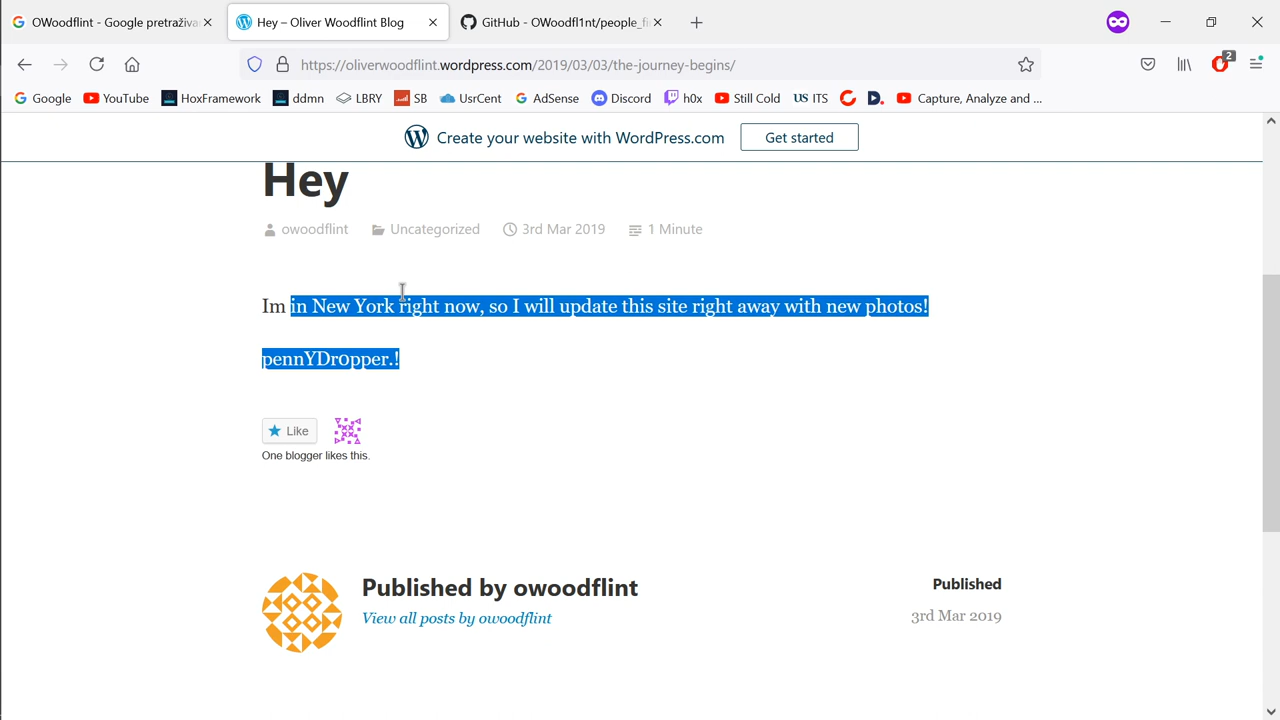 OWoodflint - Google pretraživa
Hey – Oliver Woodflint Blog
GitHub - OWoodfl1nt/people_fi
https://oliverwoodflint.wordpress.com/2019/03/03/the-journey-begins/
2
Google
YouTube
HoxFramework
ddmn
LBRY
SB
UsrCent
AdSense
Discord
h0x
Still Cold
US ITS
Capture, Analyze and ...
Create your website with WordPress.com
Get started
Hey
owoodflint
Uncategorized
3rd Mar 2019
1 Minute
Im in New York right now, so I will update this site right away with new photos!
pennYDr0pper.!
Like
One blogger likes this.
Published by owoodflint
View all posts by owoodflint
Published
3rd Mar 2019